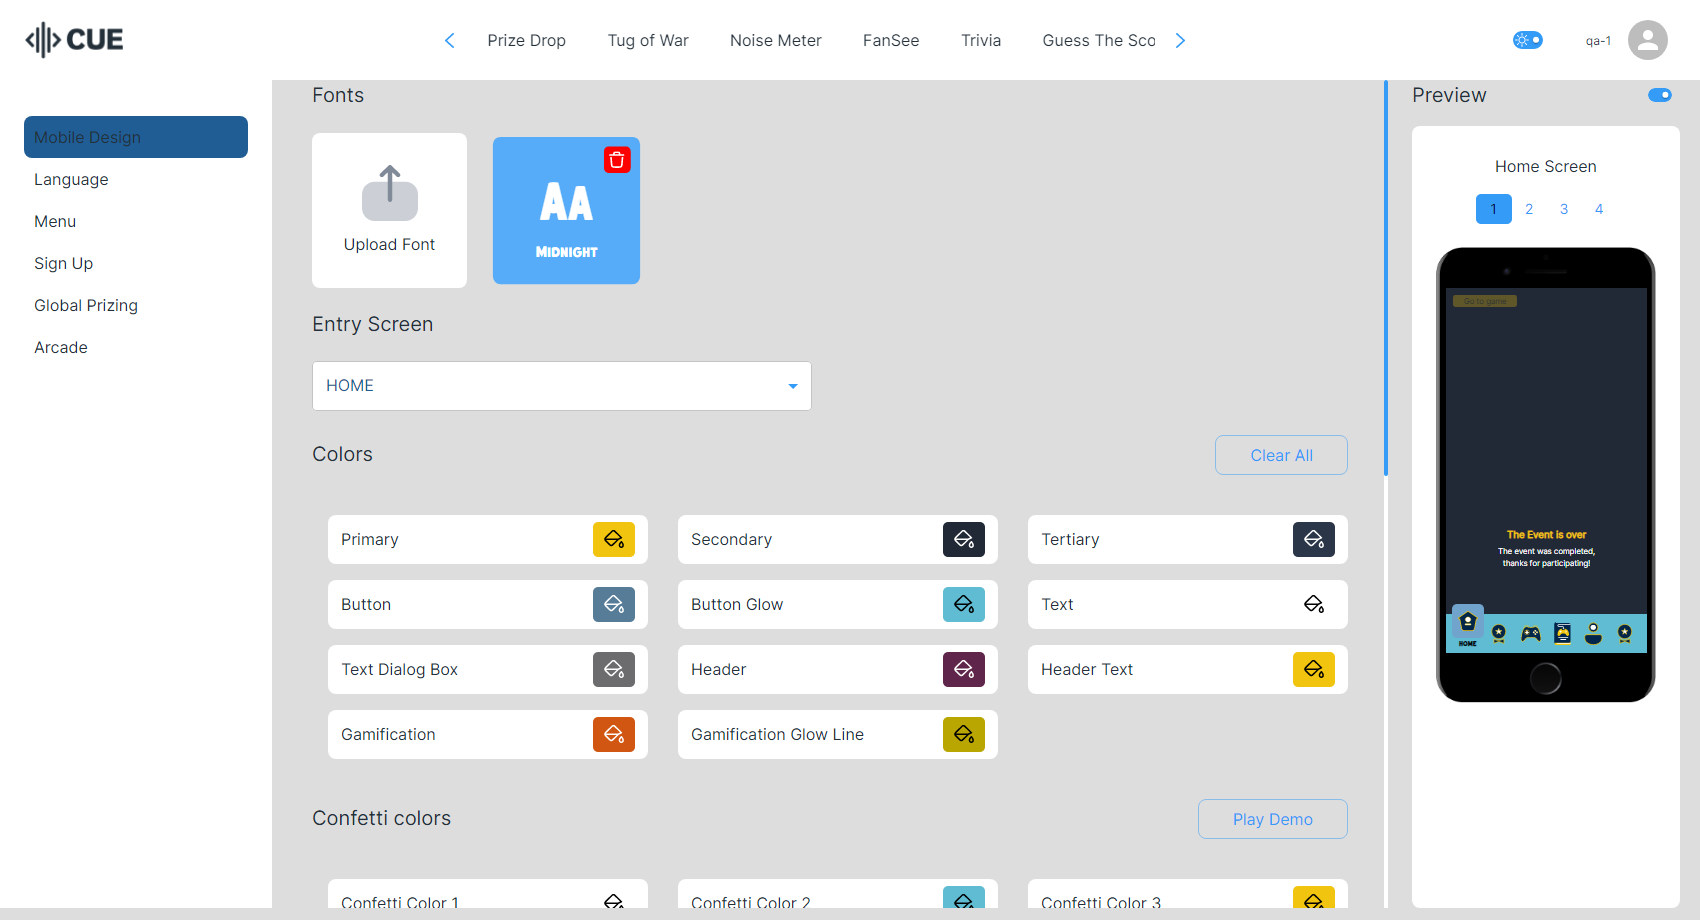 CUE
Prize Drop
Tug of War
Noise Meter
FanSee
Trivia
Guess The Sco
qa-1
Mobile Design
Language
Menu
Sign Up
Global Prizing
Arcade
Fonts
Upload Font
AA
MIDNIGHT
Entry Screen
HOME
Colors
Clear All
Primary
Secondary
Tertiary
Button
Button Glow
Text
Text Dialog Box
Header
Header Text
Gamification
Gamification Glow Line
Confetti colors
Play Demo
Confetti Color 1
Confetti Color 2
Confetti Color 3
Preview
Home Screen
1 2 3 4
Go to game
The Event is over
The event was completed,
thanks for participating!
HOME